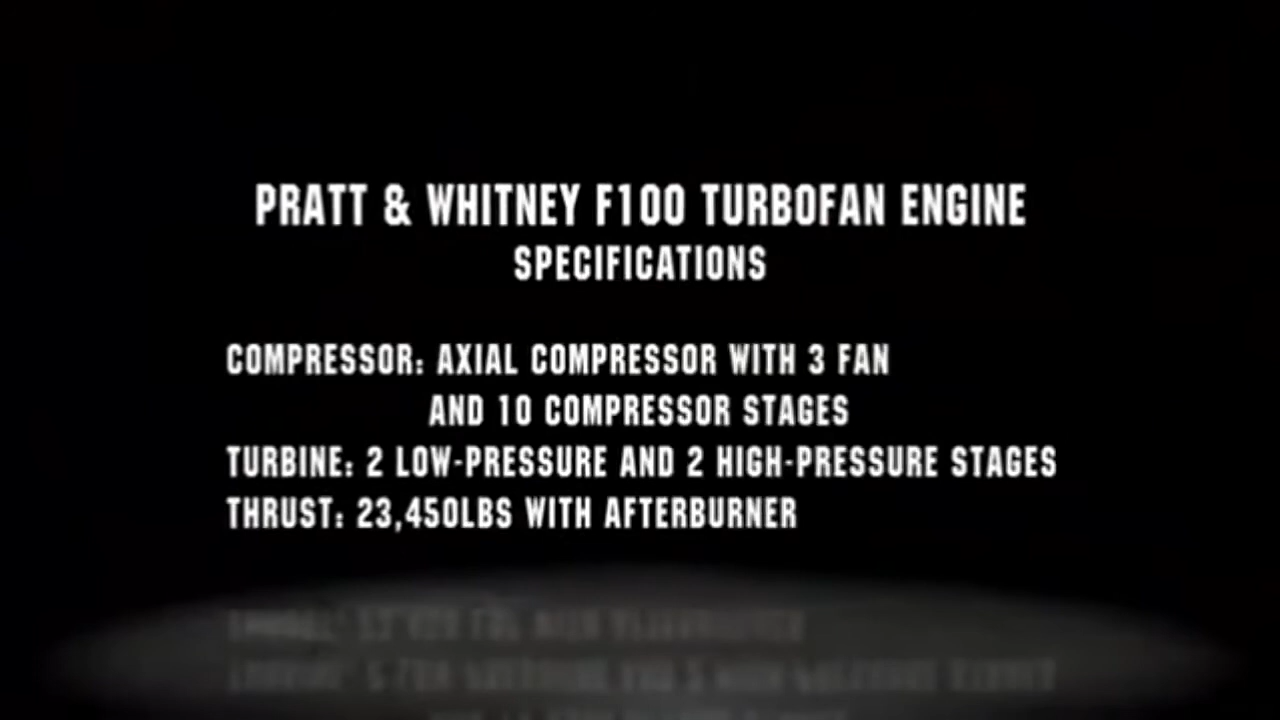 PRATT & WHITNEY F100 TURBOFAN ENGINE
SPECIFICATIONS
COMPRESSOR: AXIAL COMPRESSOR WITH 3 FAN
AND 10 COMPRESSOR STAGES
TURBINE: 2 LOW-PRESSURE AND 2 HIGH-PRESSURE STAGES
THRUST: 23,450LBS WITH AFTERBURNER